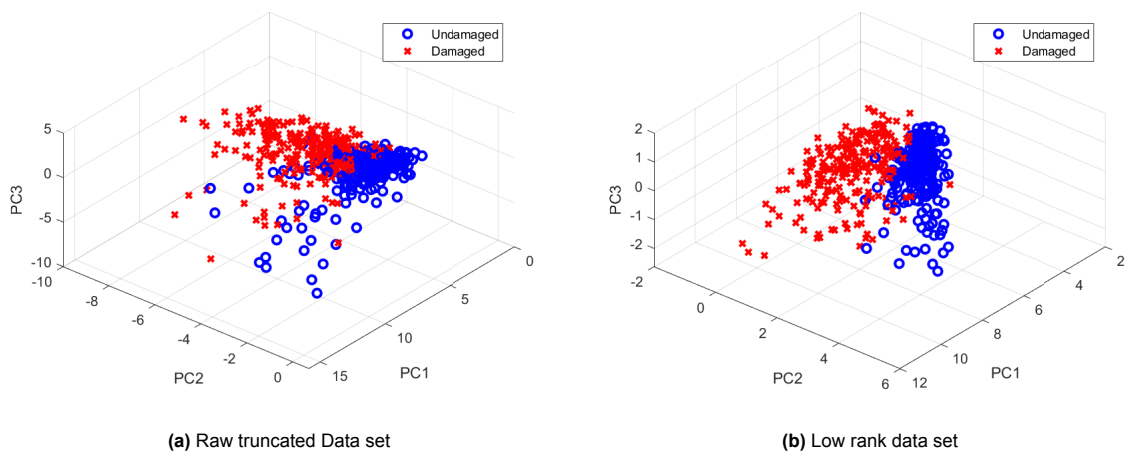 Undamaged
Damaged
5
0
-5
-10
PC3
-10
-8
-6
-4
-2
0
PC2
15
10
5
0
PC1
(a) Raw truncated Data set
Undamaged
Damaged
2
1
0
-1
-2
PC3
-2
0
2
4
6
PC2
12
10
8
6
4
2
PC1
(b) Low rank data set